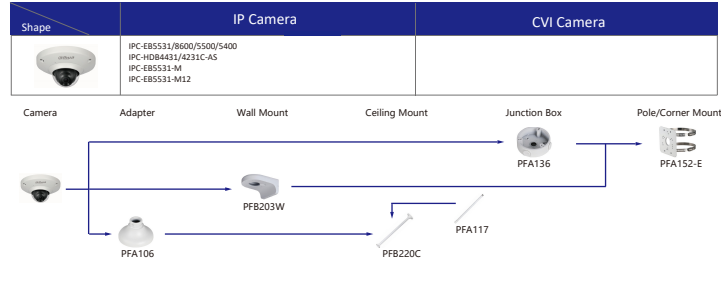 Shape
IP Camera
CVI Camera
IPC-EB5531/8600/5500/5400
IPC-HDB4431/4231C-AS
IPC-EB5531-M
IPC-EB5531-M12
Camera
Adapter
Wall Mount
Ceiling Mount
Junction Box
Pole/Corner Mount
PFA136
PFA152-E
PFB203W
PFA117
PFA106
PFB220C